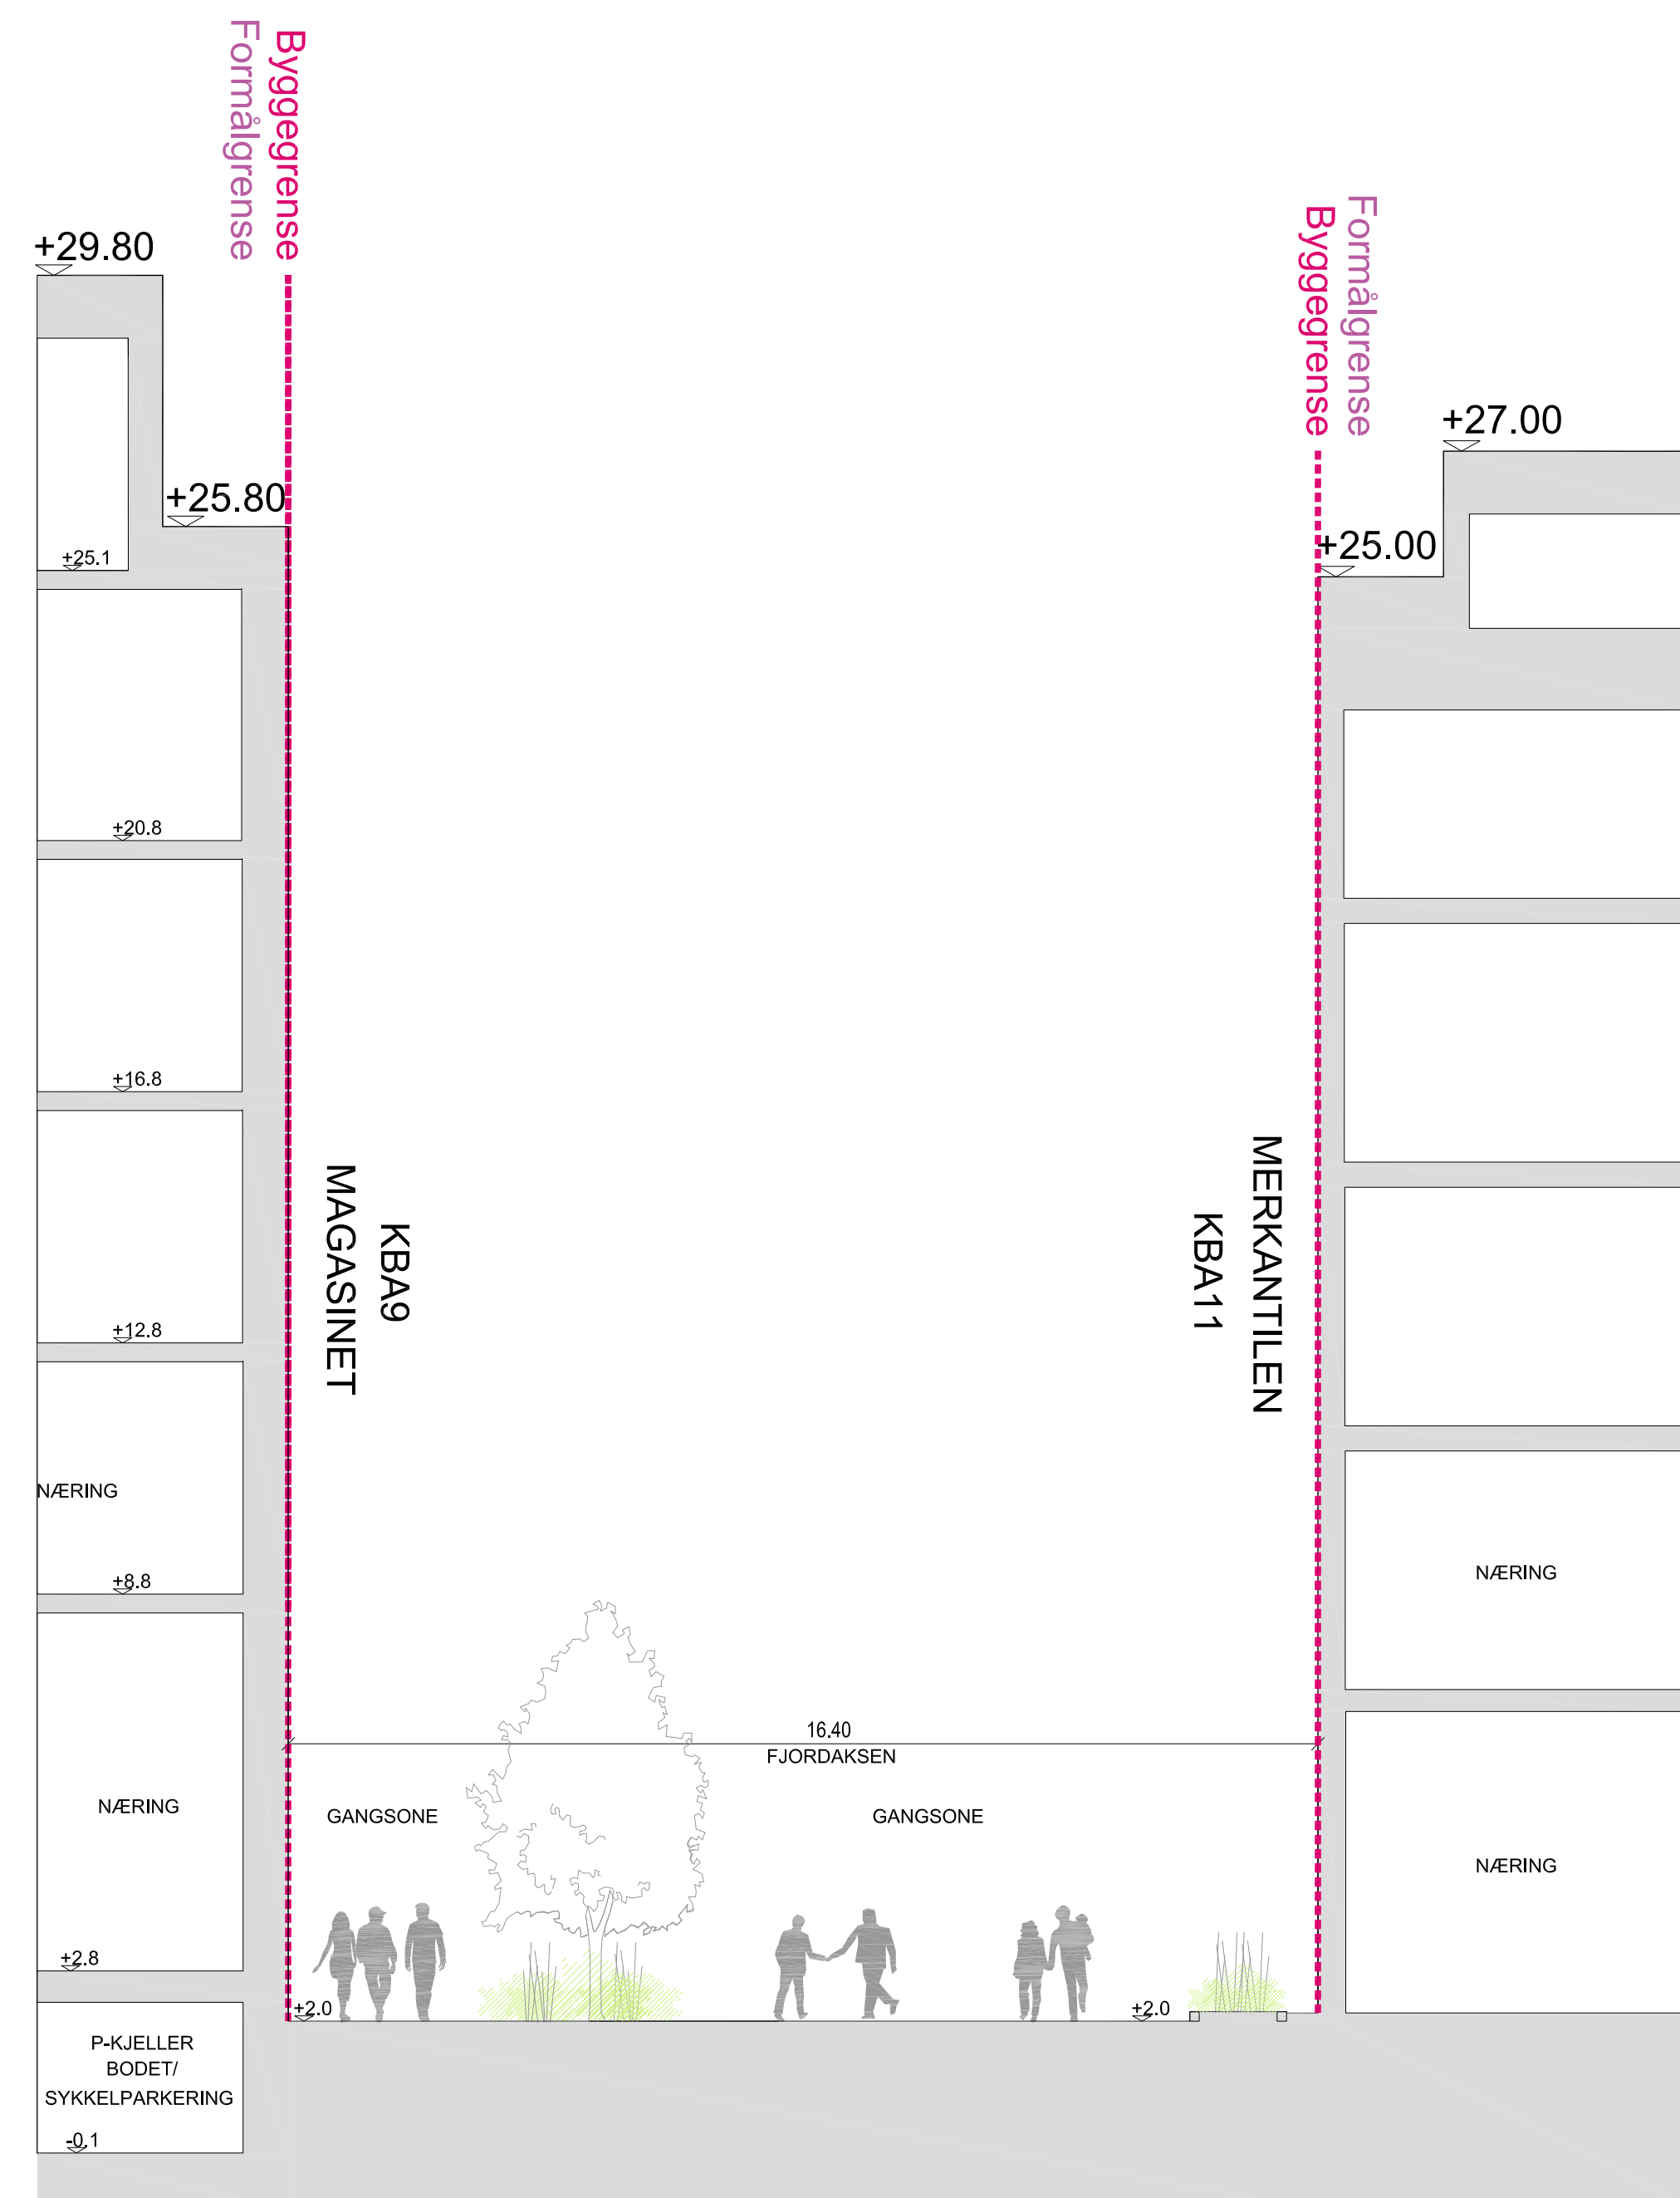 Formålgrense
Byggegrense
Formålgrense
Byggegrense
+29.80
+27.00
+25.80
+25.00
+25.1
+20.8
+16.8
+12.8
KBA9
MAGASINET
MERKANTILEN
KBA11
NÆRING
NÆRING
+8.8
16.40
FJORDAKSEN
NÆRING
GANGSONE
GANGSONE
NÆRING
+2.8
+2.0
+2.0
P-KJELLER
BODET/
SYKKELPARKERING
-0.1